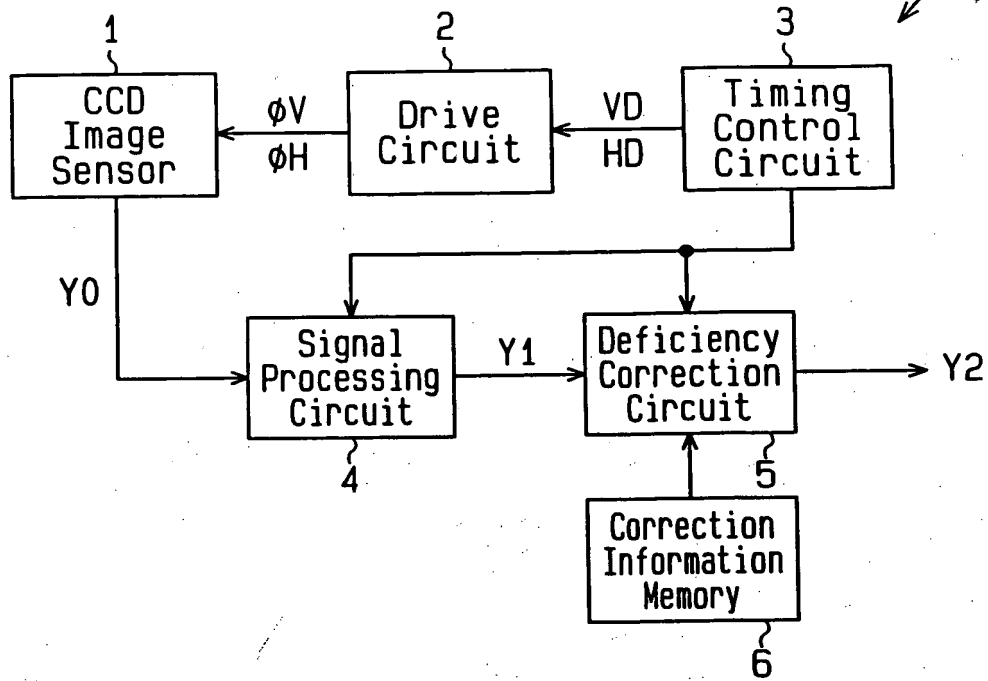 1
2
3
CCD
Image
Sensor
φV
φH
Drive
Circuit
VD
HD
Timing
Control
Circuit
Y0
Signal
Processing
Circuit
4
Y1
Deficiency
Correction
Circuit
5
Y2
Correction
Information
Memory
6